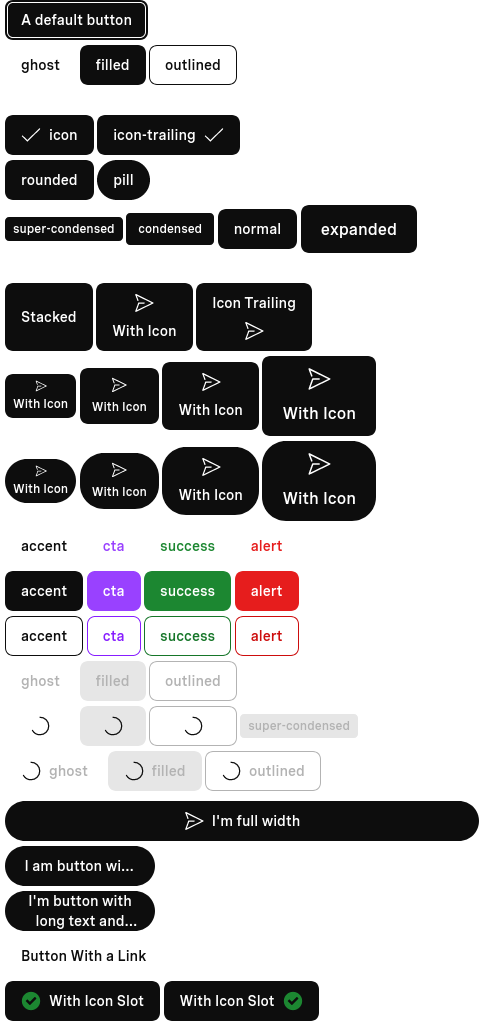 A default button
ghost filled outlined
icon icon-trailing
rounded pill
super-condensed condensed normal expanded
Stacked With Icon Icon Trailing
With Icon With Icon With Icon With Icon
With Icon With Icon With Icon With Icon
accent cta success alert
accent cta success alert
accent cta success alert
ghost filled outlined
super-condensed
ghost filled outlined
I'm full width
I am button wi...
I'm button with
long text and...
Button With a Link
With Icon Slot With Icon Slot